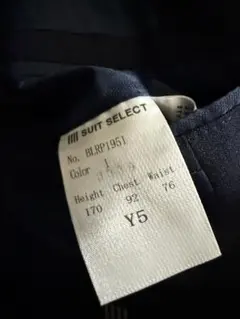 SUIT SELECT
No. BLRP1951
Color 1
Height Chest Waist
170 92 76
Y5